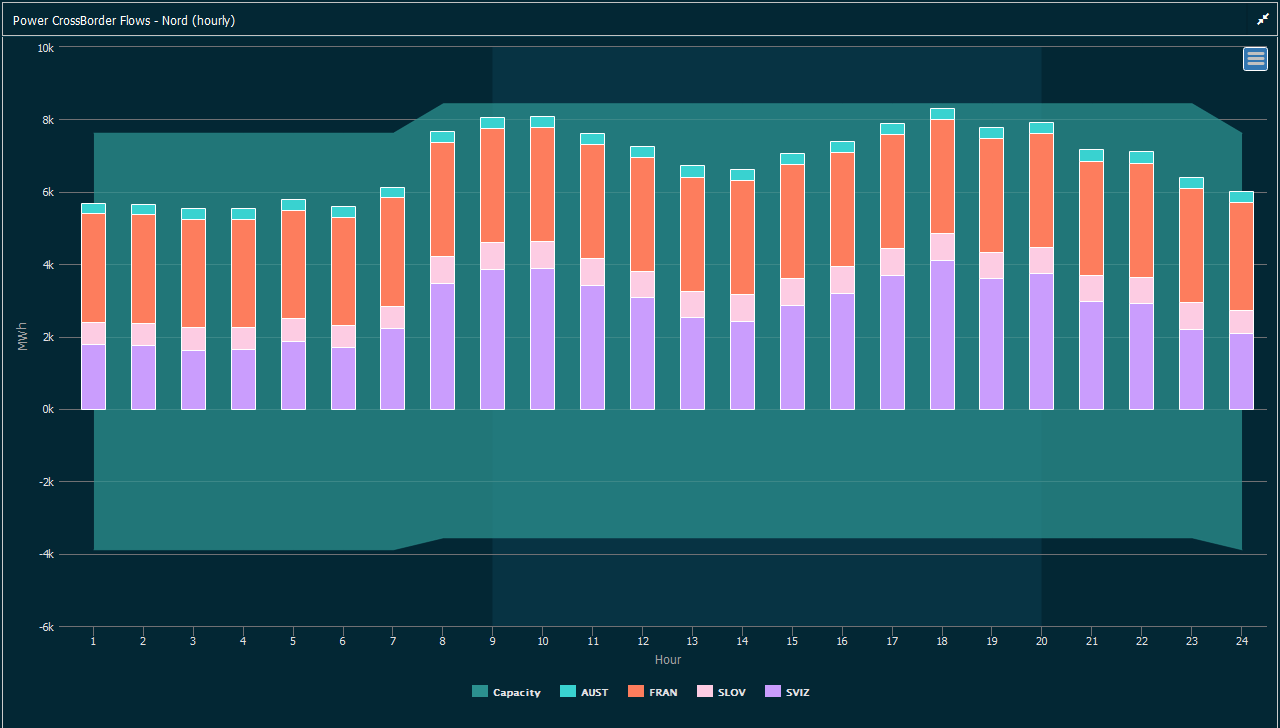 Power CrossBorder Flows - Nord (hourly)
10k
8k
6k
4k
2k
0k
-2k
-4k
-6k
MWh
1 2 3 4 5 6 7 8 9 10 11 12 13 14 15 16 17 18 19 20 21 22 23 24
Hour
Capacity AUST FRAN SLOV SVIZ